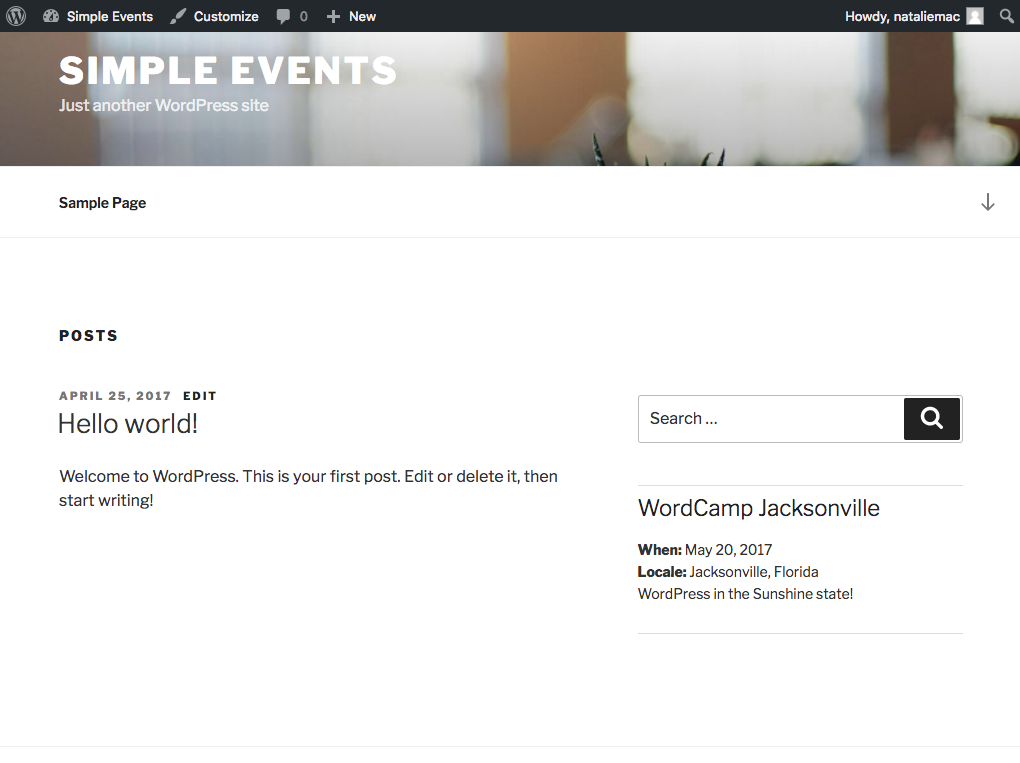 Simple Events Customize 0 New Howdy, nataliemac
SIMPLE EVENTS
Just another WordPress site
Sample Page
POSTS
APRIL 25, 2017 EDIT
Hello world!
Welcome to WordPress. This is your first post. Edit or delete it, then
start writing!
Search …
WordCamp Jacksonville
When: May 20, 2017
Locale: Jacksonville, Florida
WordPress in the Sunshine state!